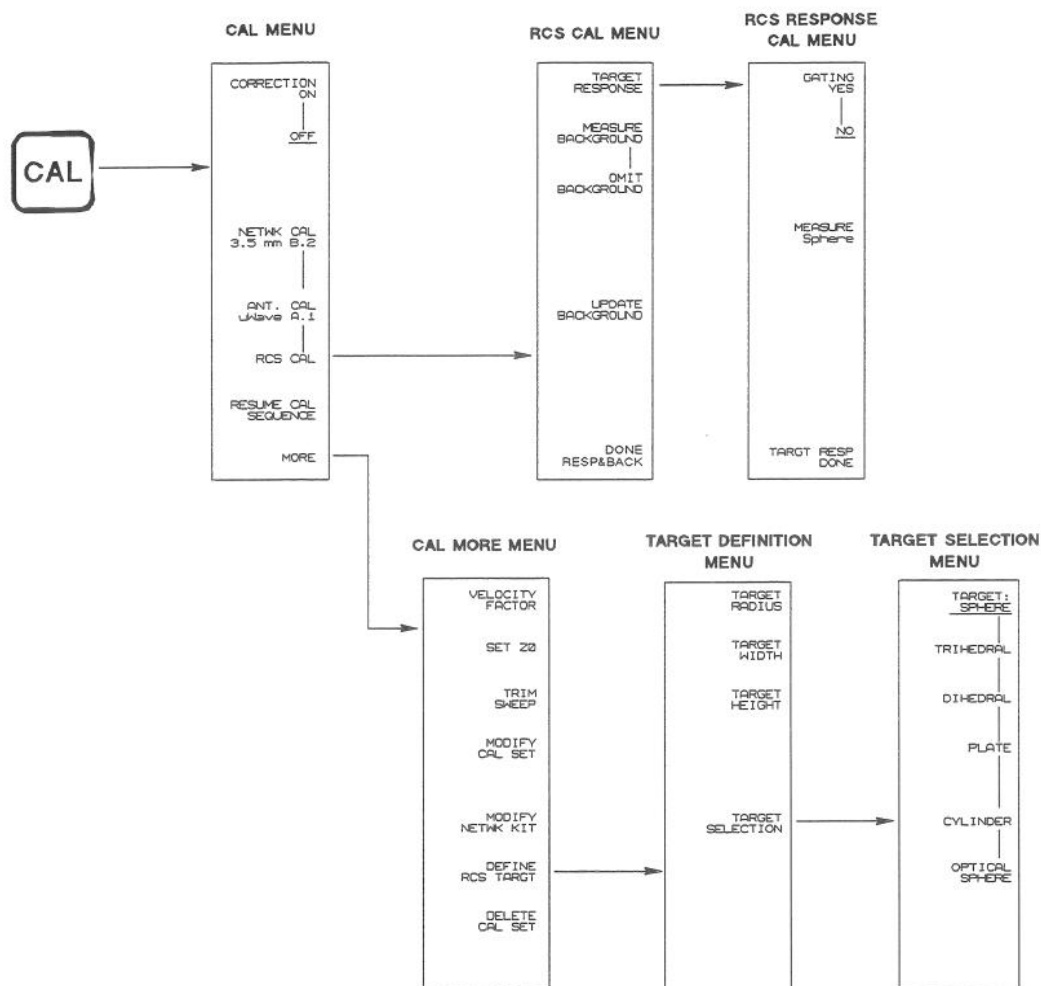 CAL
CAL MENU
CORRECTION
ON
OFF
NETWK CAL
3.5 mm B.2
ANT. CAL
uWave A.1
RCS CAL
RESUME CAL
SEQUENCE
MORE
RCS CAL MENU
TARGET
RESPONSE
MEASURE
BACKGROUND
OMIT
BACKGROUND
UPDATE
BACKGROUND
DONE
RESP&BACK
RCS RESPONSE
CAL MENU
GATING
YES
NO
MEASURE
Sphere
TARGT RESP
DONE
CAL MORE MENU
VELOCITY
FACTOR
SET Z0
TRIM
SWEEP
MODIFY
CAL SET
MODIFY
NETWK KIT
DEFINE
RCS TARGT
DELETE
CAL SET
TARGET DEFINITION
MENU
TARGET
RADIUS
TARGET
WIDTH
TARGET
HEIGHT
TARGET
SELECTION
TARGET SELECTION
MENU
TARGET:
SPHERE
TRIHEDRAL
DIHEDRAL
PLATE
CYLINDER
OPTICAL
SPHERE